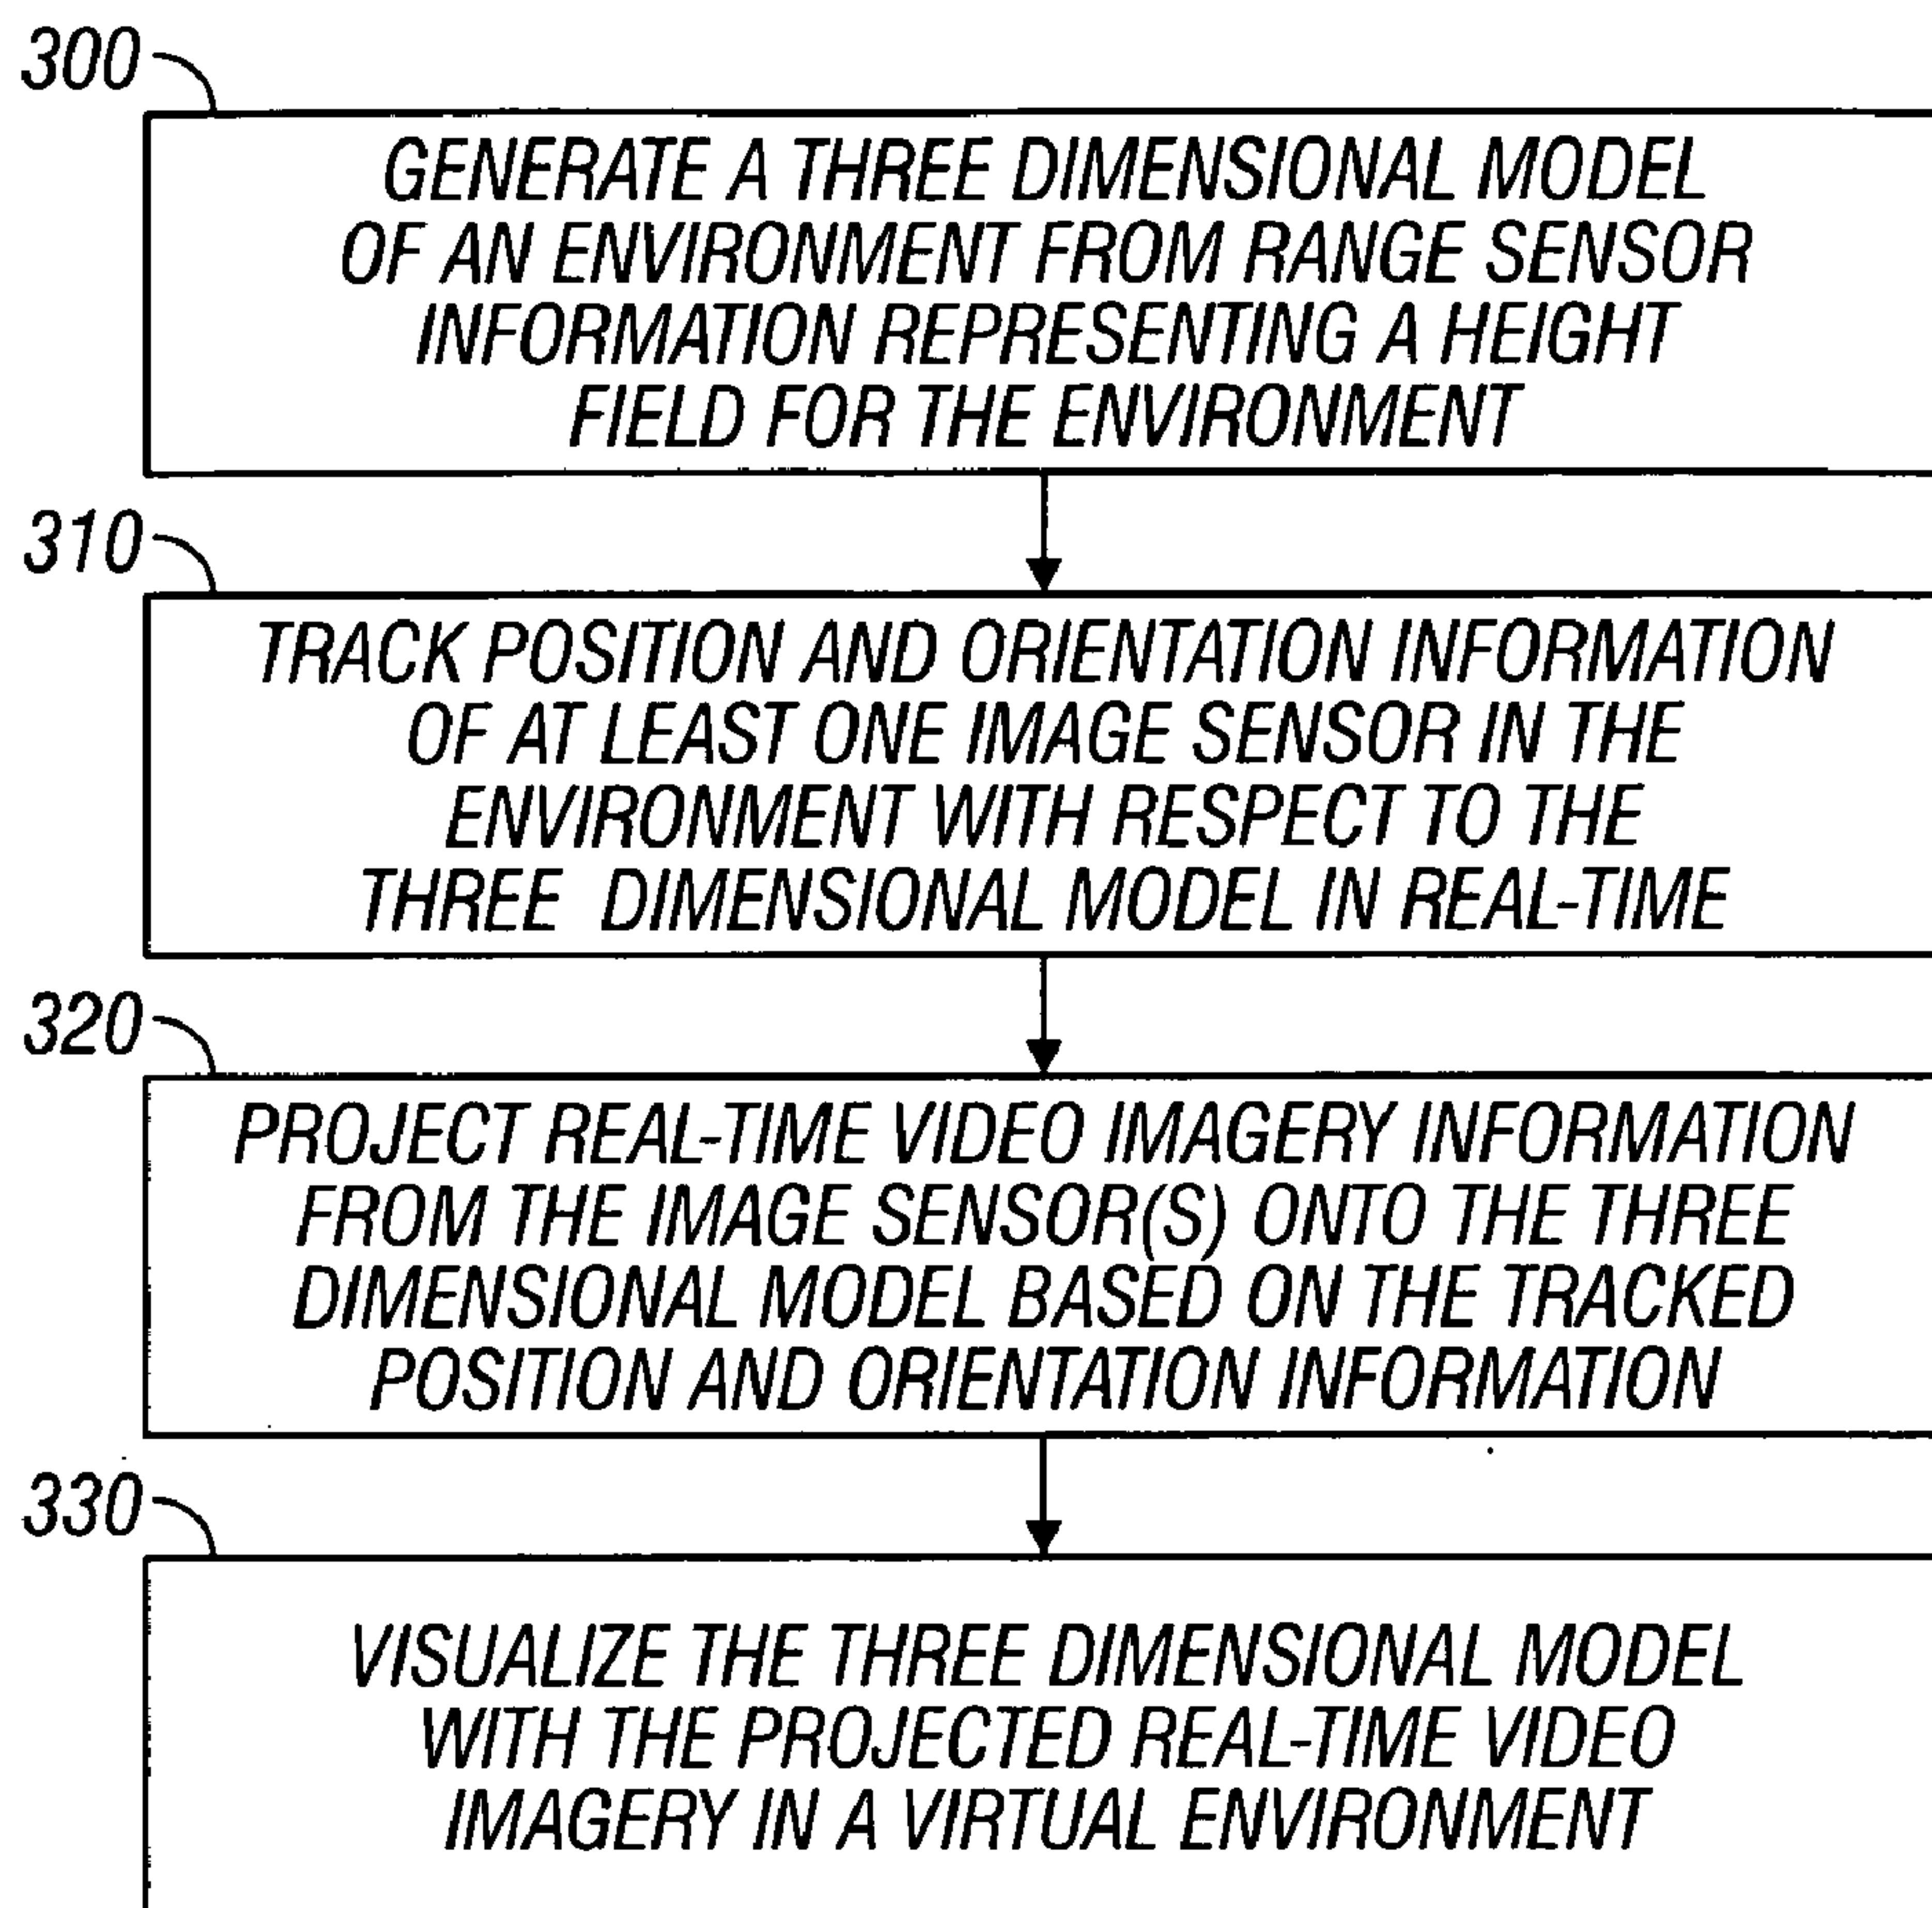 300
GENERATE A THREE DIMENSIONAL MODEL
OF AN ENVIRONMENT FROM RANGE SENSOR
INFORMATION REPRESENTING A HEIGHT
FIELD FOR THE ENVIRONMENT
310
TRACK POSITION AND ORIENTATION INFORMATION
OF AT LEAST ONE IMAGE SENSOR IN THE
ENVIRONMENT WITH RESPECT TO THE
THREE DIMENSIONAL MODEL IN REAL-TIME
320
PROJECT REAL-TIME VIDEO IMAGERY INFORMATION
FROM THE IMAGE SENSOR(S) ONTO THE THREE
DIMENSIONAL MODEL BASED ON THE TRACKED
POSITION AND ORIENTATION INFORMATION
330
VISUALIZE THE THREE DIMENSIONAL MODEL
WITH THE PROJECTED REAL-TIME VIDEO
IMAGERY IN A VIRTUAL ENVIRONMENT